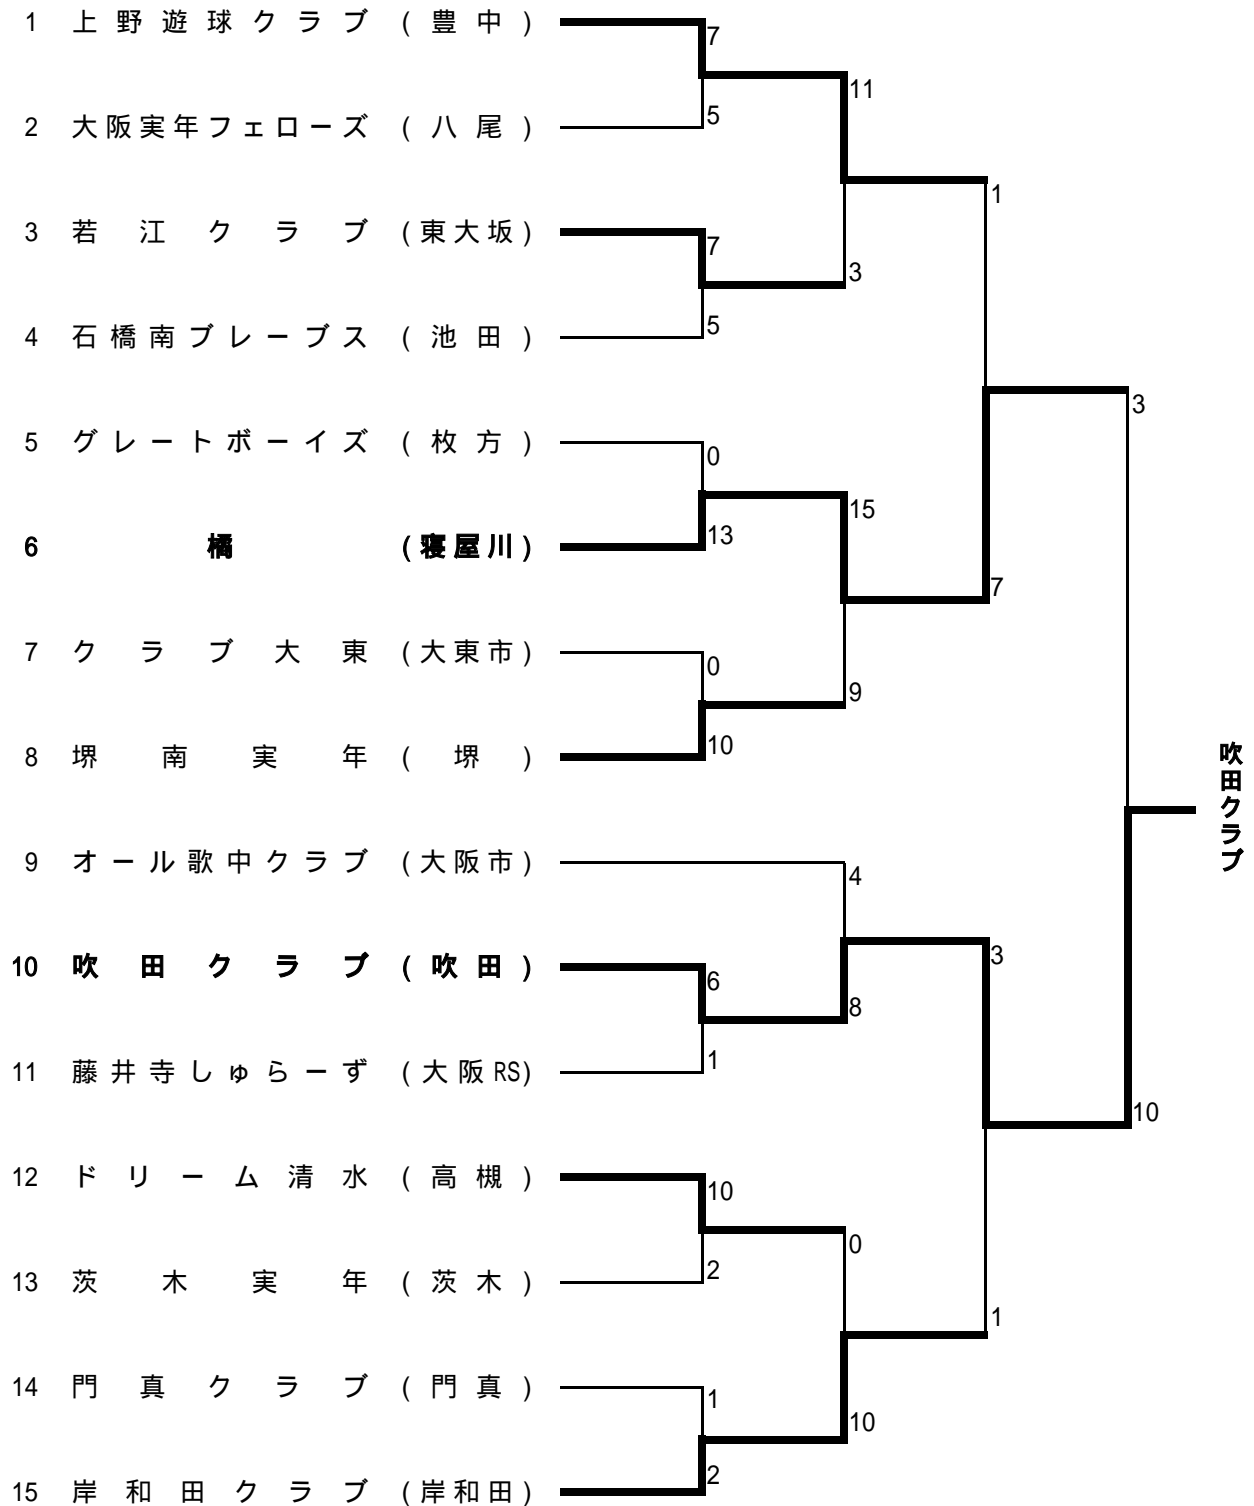 1 上野遊球クラブ (豊中)
7
11
5
2 大阪実年フェローズ (八尾)
1
3 若江クラブ (東大坂)
7
3
5
4 石橋南ブレーブス (池田)
3
5 グレートボーイズ (枚方)
0
15
13
6 橘 (寝屋川)
7
7 クラブ大東 (大東市)
0
9
10
8 堺南実年 (堺)
吹田クラブ
9 オール歌中クラブ (大阪市)
4
3
10 吹田クラブ (吹田)
6
8
1
11 藤井寺しゅらーず (大阪RS)
10
12 ドリーム清水 (高槻)
10
0
2
13 茨木実年 (茨木)
1
14 門真クラブ (門真)
1
10
2
15 岸和田クラブ (岸和田)